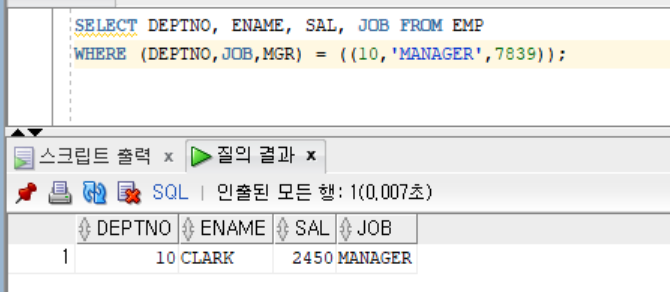 SELECT DEPTNO, ENAME, SAL, JOB FROM EMP
WHERE (DEPTNO,JOB,MGR) = ((10,'MANAGER',7839));
스크립트 출력 x 질의 결과 x
SQL | 인출된 모든 행: 1(0,007초)
DEPTNO ENAME SAL JOB
1 10 CLARK 2450 MANAGER